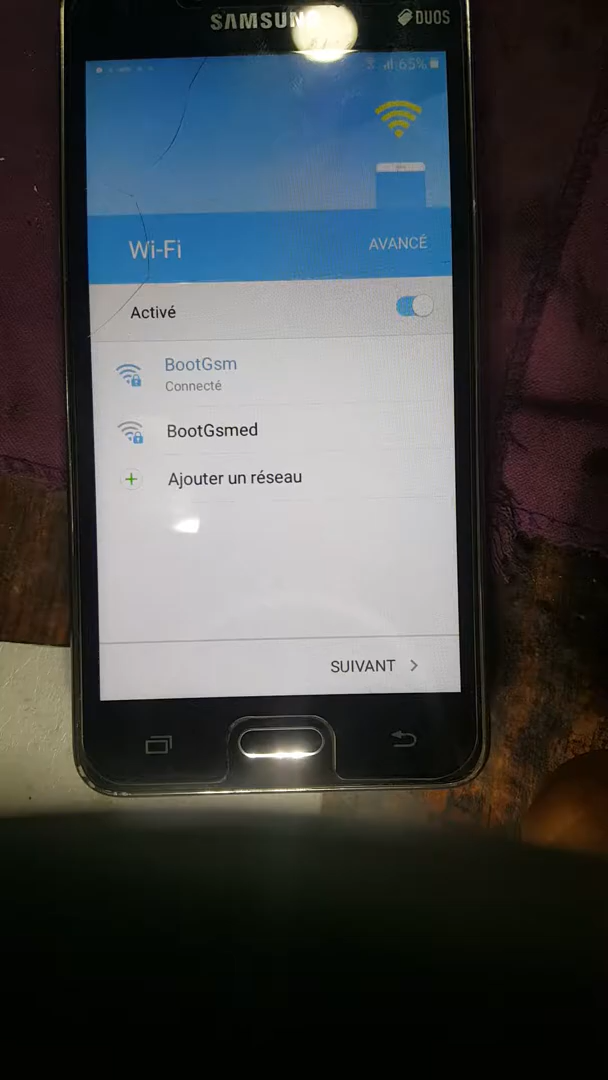 SAMSUNG DUOS
65%
Wi-Fi AVANCÉ
Activé
BootGsm
Connecté
BootGsmed
Ajouter un réseau
SUIVANT